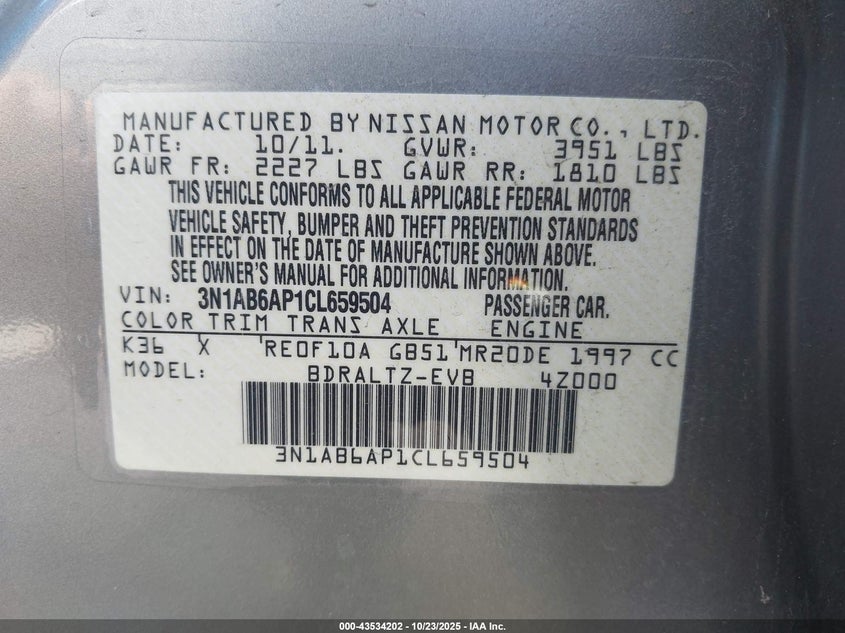 MANUFACTURED BY NISSAN MOTOR CO., LTD.
DATE: 10/11. GVWR: 3951 LBS
GAWR FR: 2227 LBS GAWR RR: 1810 LBS
THIS VEHICLE CONFORMS TO ALL APPLICABLE FEDERAL MOTOR
VEHICLE SAFETY, BUMPER AND THEFT PREVENTION STANDARDS
IN EFFECT ON THE DATE OF MANUFACTURE SHOWN ABOVE.
SEE OWNER'S MANUAL FOR ADDITIONAL INFORMATION.
VIN: 3N1AB6AP1CL659504 PASSENGER CAR.
COLOR TRIM TRANS AXLE ENGINE
K36 X RE0F10A GB51 MR20DE 1997 CC
MODEL: BDRALTZ-EVB 4Z000
3N1AB6AP1CL659504
000-43534202 - 10/23/2025 - IAA Inc.